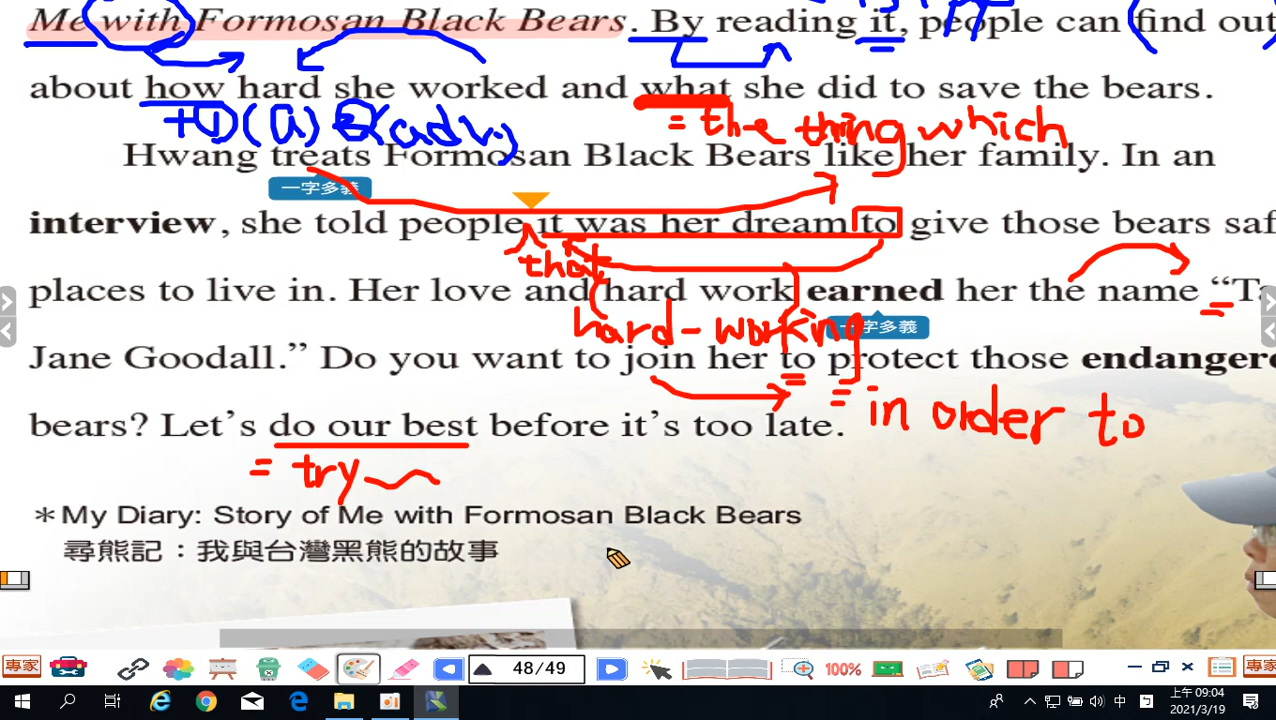 Me with Formosan Black Bears. By reading it, people can find out
about how hard she worked and what she did to save the bears.
+① (a) ②(adv.)
= the thing which
Hwang treats Formosan Black Bears like her family. In an
一字多義
interview, she told people it was her dream to give those bears saf
that
places to live in. Her love and hard work earned her the name “Ta
hard-working
一字多義
Jane Goodall.” Do you want to join her to protect those endangere
= in order to
bears? Let’s do our best before it’s too late.
= try
*My Diary: Story of Me with Formosan Black Bears
尋熊記：我與台灣黑熊的故事
專家
48/49
100%
專家
中
上午 09:04
2021/3/19